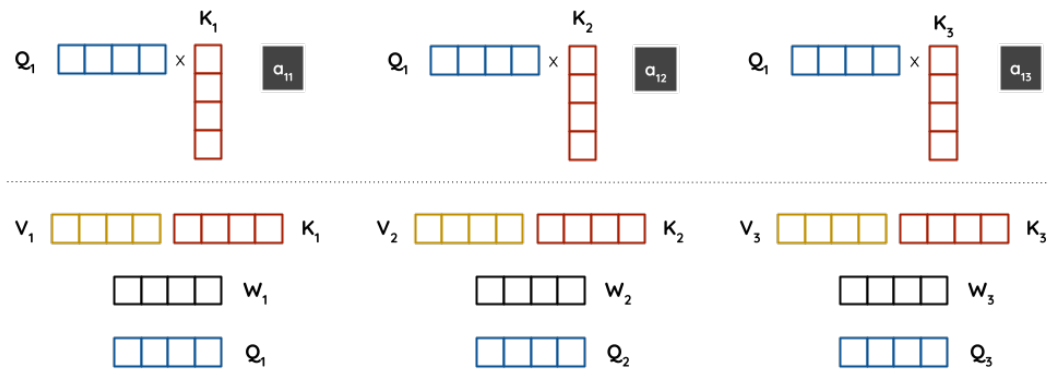 K₁ K₂ K₃
Q₁ × a₁₁ Q₁ × a₁₂ Q₁ × a₁₃
V₁ K₁ V₂ K₂ V₃ K₃
W₁ W₂ W₃
Q₁ Q₂ Q₃